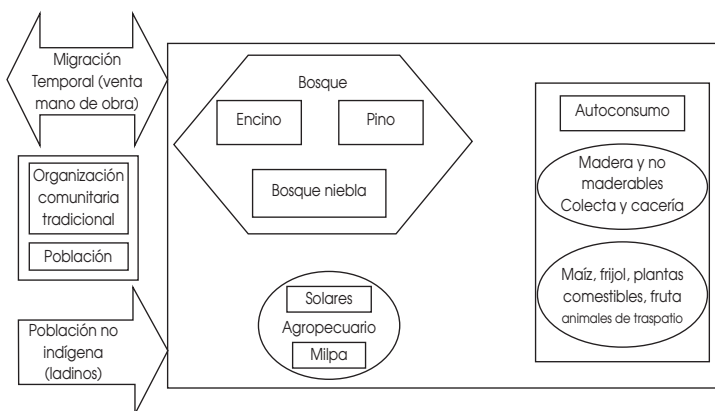 Migración
Temporal (venta
mano de obra)
Organización
comunitaria
tradicional
Población
Población no
indígena
(ladinos)
Bosque
Encino
Pino
Bosque niebla
Solares
Agropecuario
Milpa
Autoconsumo
Madera y no
maderables
Colecta y cacería
Maíz, frijol, plantas
comestibles, fruta
animales de traspatio